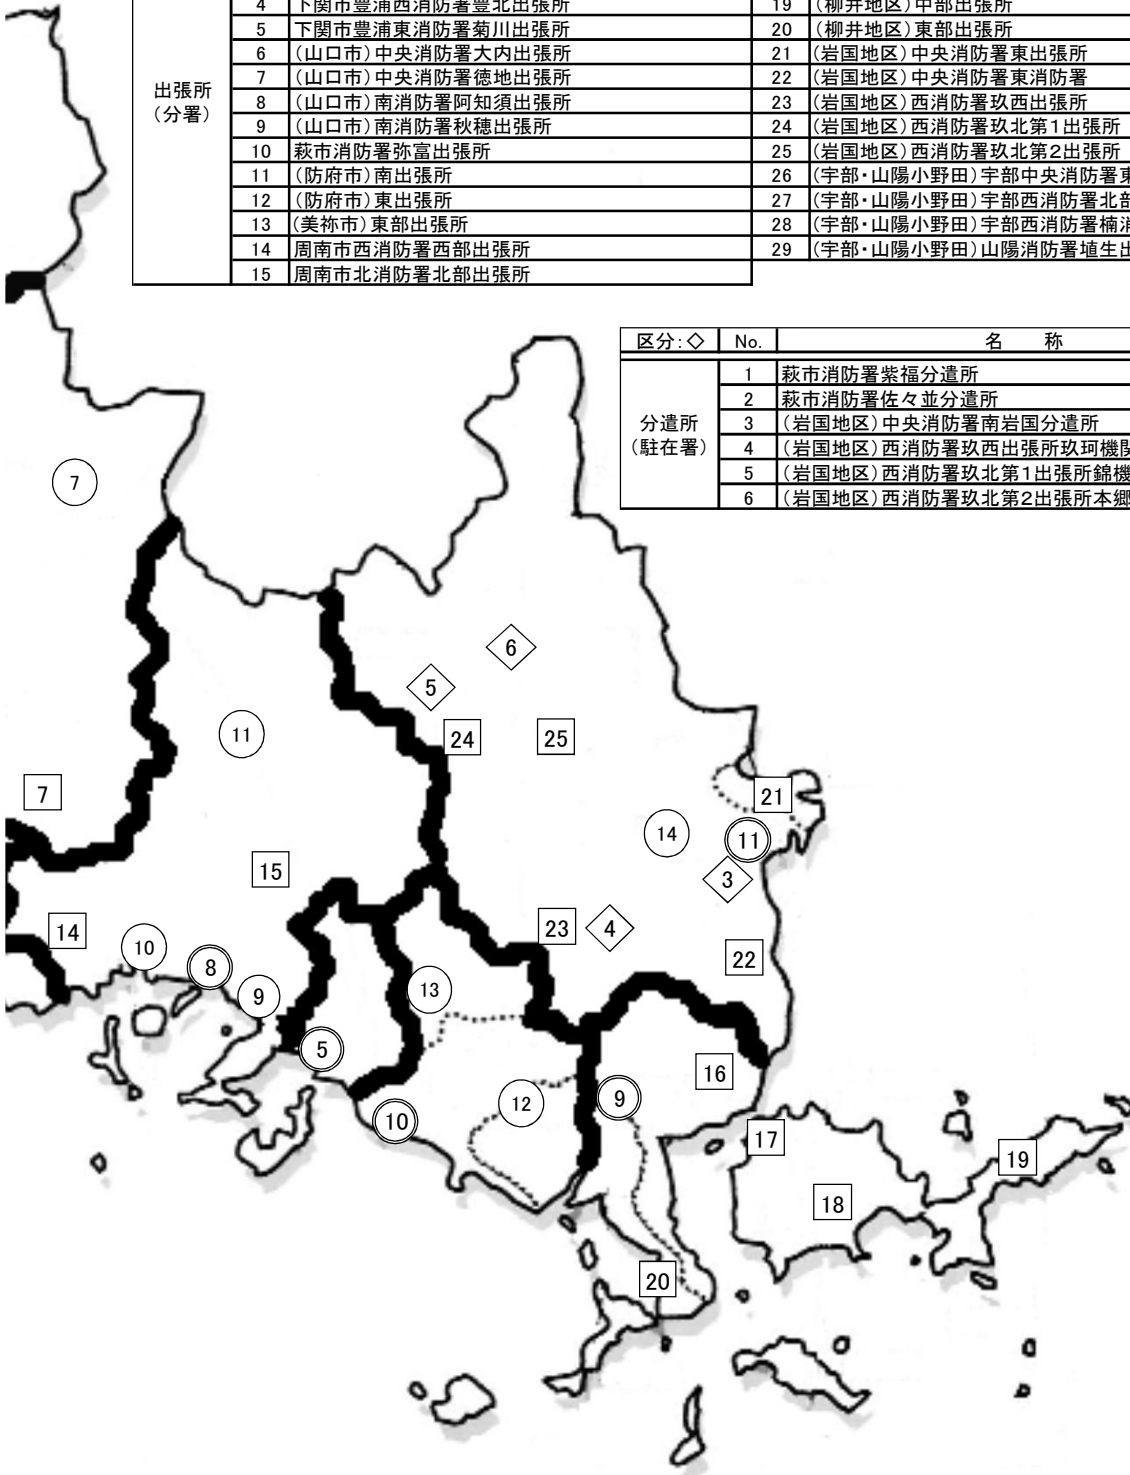 4 下関市豊浦西消防署豊北出張所 19 (柳井地区)中部出張所
5 下関市豊浦東消防署菊川出張所 20 (柳井地区)東部出張所
6 (山口市)中央消防署大内出張所 21 (岩国地区)中央消防署東出張所
7 (山口市)中央消防署徳地出張所 22 (岩国地区)中央消防署東消防署
出張所
(分署)
8 (山口市)南消防署阿知須出張所 23 (岩国地区)西消防署玖西出張所
9 (山口市)南消防署秋穂出張所 24 (岩国地区)西消防署玖北第1出張所
10 萩市消防署弥富出張所 25 (岩国地区)西消防署玖北第2出張所
11 (防府市)南出張所 26 (宇部・山陽小野田)宇部中央消防署東
12 (防府市)東出張所 27 (宇部・山陽小野田)宇部西消防署北部
13 (美祢市)東部出張所 28 (宇部・山陽小野田)宇部西消防署楠消
14 周南市西消防署西部出張所 29 (宇部・山陽小野田)山陽消防署埴生出
15 周南市北消防署北部出張所
区分:◇ No. 名 称
分遣所
(駐在署)
1 萩市消防署紫福分遣所
2 萩市消防署佐々並分遣所
3 (岩国地区)中央消防署南岩国分遣所
4 (岩国地区)西消防署玖西出張所玖珂機関
5 (岩国地区)西消防署玖北第1出張所錦機
6 (岩国地区)西消防署玖北第2出張所本郷
7
6
5
11
24
25
7
21
14
11
15
3
14
23
4
10
8
22
9
13
5
16
12
9
10
17
19
18
20